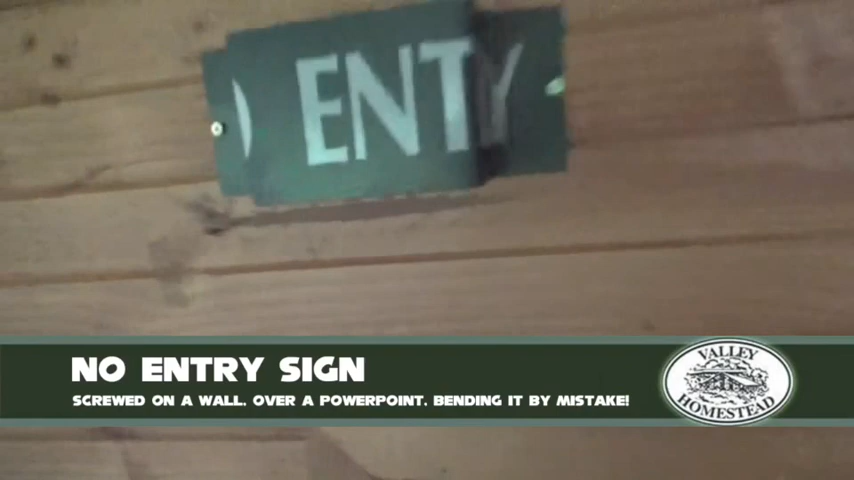 ) ENTY
NO ENTRY SIGN
SCREWED ON A WALL. OVER A POWERPOINT. BENDING IT BY MISTAKE!
VALLEY
HOMESTEAD